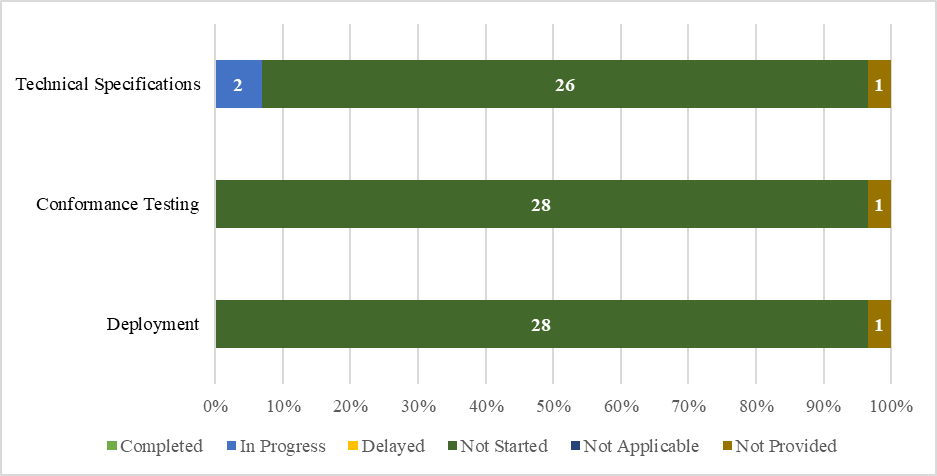 Technical Specifications
2 26 1
Conformance Testing
28 1
Deployment
28 1
0% 10% 20% 30% 40% 50% 60% 70% 80% 90% 100%
Completed In Progress Delayed Not Started Not Applicable Not Provided